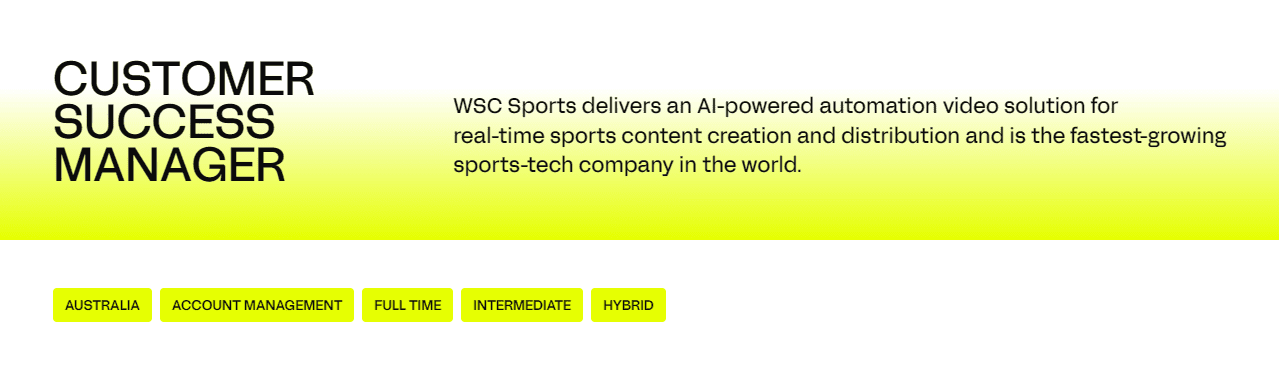 CUSTOMER
SUCCESS
MANAGER
WSC Sports delivers an AI-powered automation video solution for
real-time sports content creation and distribution and is the fastest-growing
sports-tech company in the world.
AUSTRALIA
ACCOUNT MANAGEMENT
FULL TIME
INTERMEDIATE
HYBRID